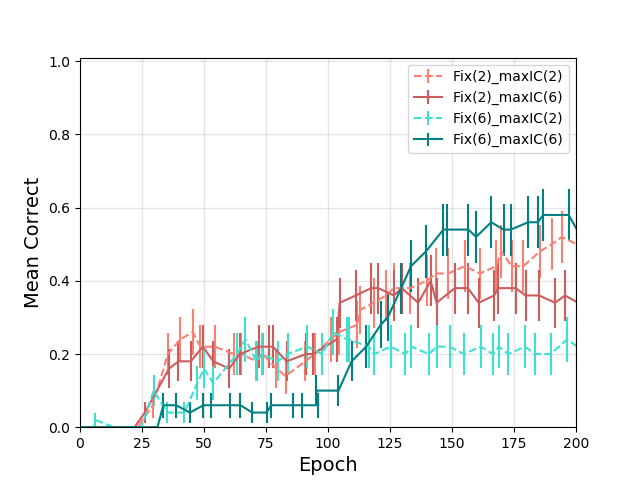 1.0
0.8
0.6
0.4
0.2
0.0
Mean Correct
0 25 50 75 100 125 150 175 200
Epoch
Fix(2)_maxIC(2)
Fix(2)_maxIC(6)
Fix(6)_maxIC(2)
Fix(6)_maxIC(6)